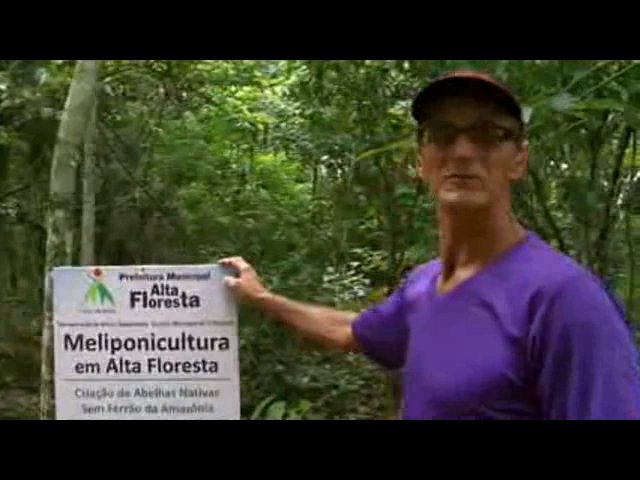 Prefeitura Municipal
Alta
Floresta
Meliponicultura
em Alta Floresta
Criação de Abelhas Nativas
Sem Ferrão da Amazônia